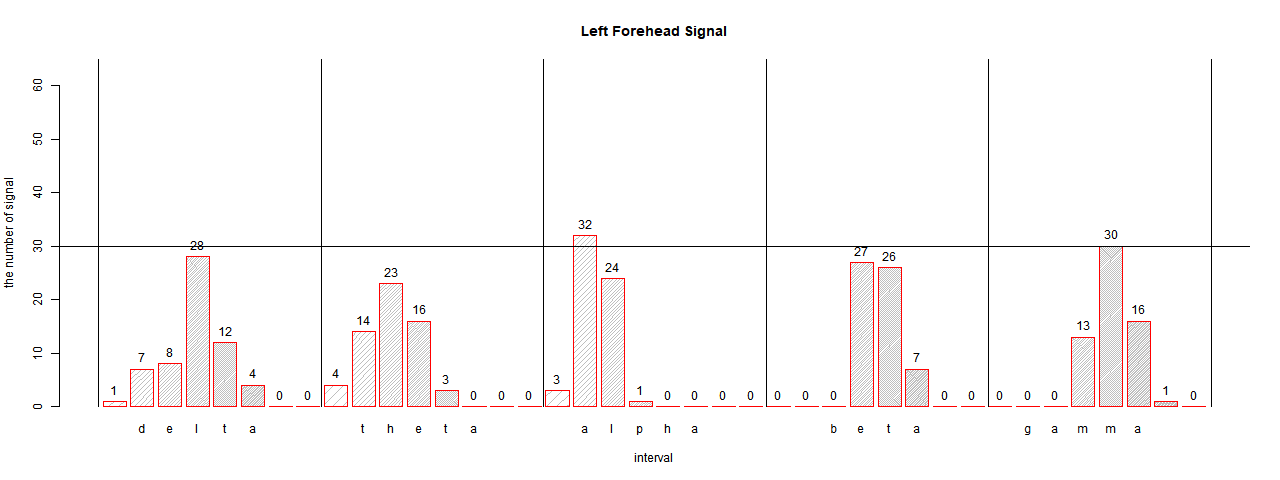 Left Forehead Signal
the number of signal
60
50
40
30
20
10
0
1 7 8 28 12 4 0 0 4 14 23 16 3 0 0 0 3 32 24 1 0 0 0 0 0 0 0 27 26 7 0 0 0 0 0 13 30 16 1 0
d e l t a t h e t a a l p h a b e t a g a m m a
interval